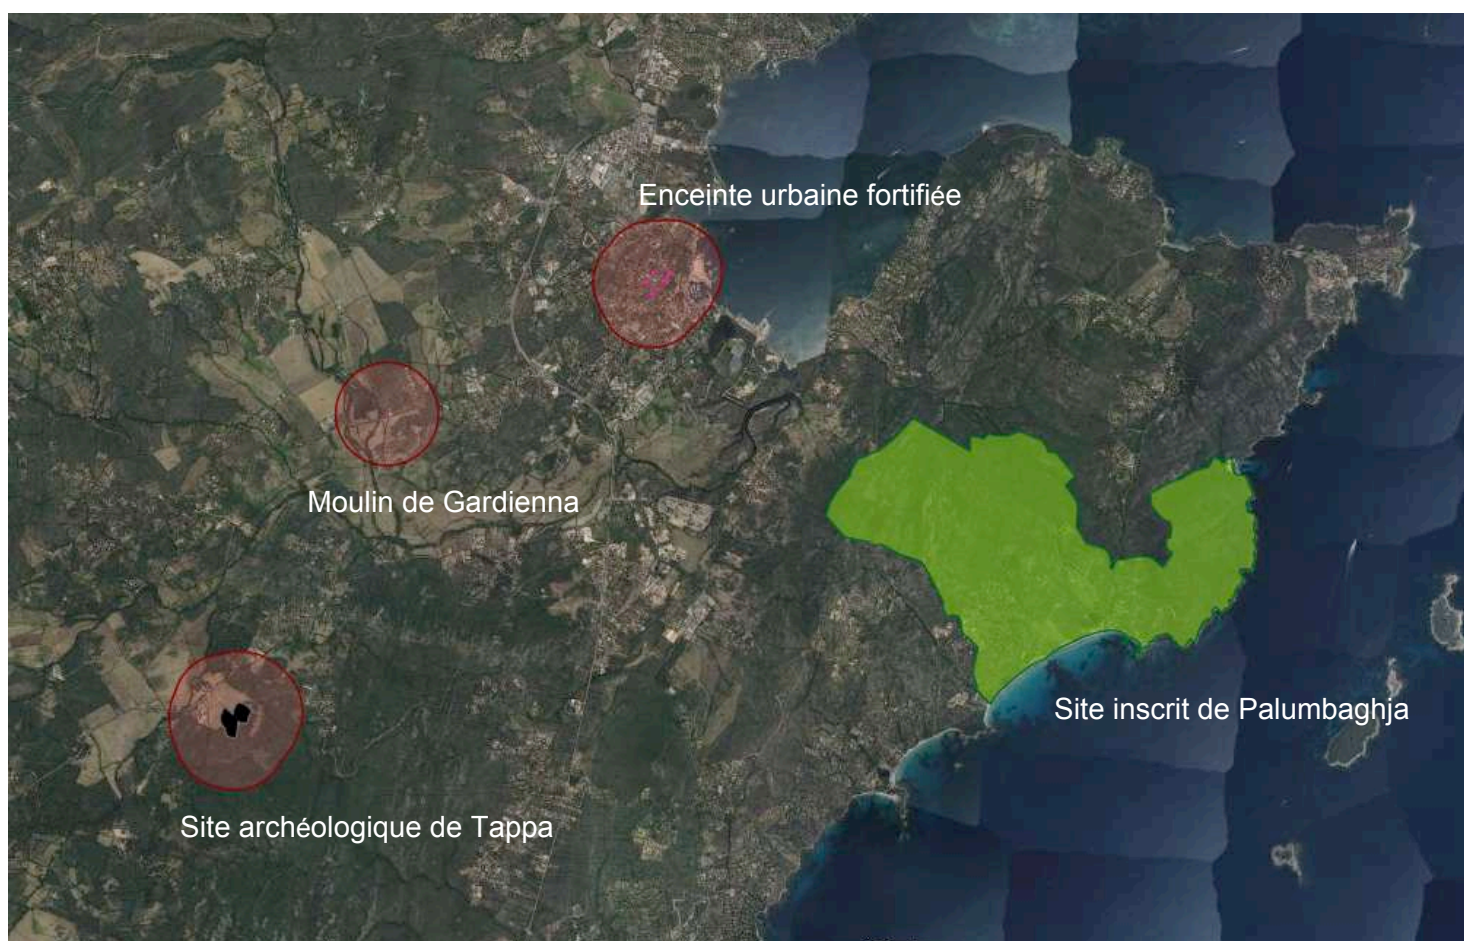 Enceinte urbaine fortifiée
Moulin de Gardienna
Site inscrit de Palumbaghja
Site archéologique de Tappa